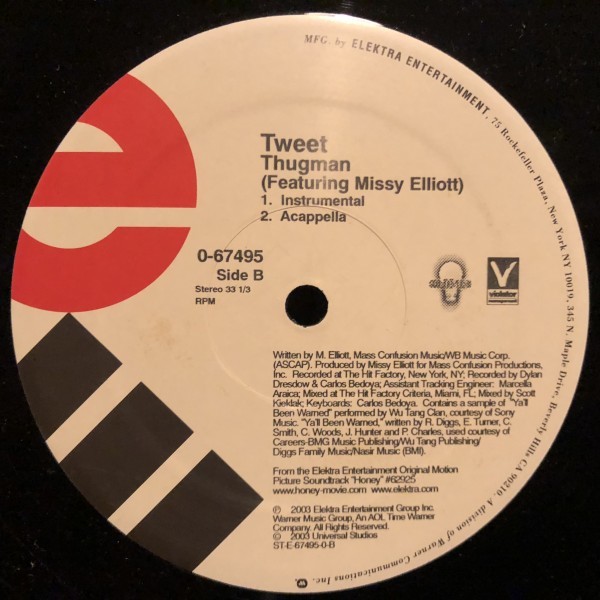 MFG. by ELEKTRA ENTERTAINMENT, 75 Rockefeller Plaza, New York NY 10019, 345 N. Maple Drive, Beverly Hills CA 90210. A division of Warner Communications Inc.
e
Tweet
Thugman
(Featuring Missy Elliott)
1. Instrumental
2. Acappella
0-67495
Side B
Stereo 33 1/3
RPM
V
violator
management
Written by M. Elliott, Mass Confusion Music/WB Music Corp.
(ASCAP). Produced by Missy Elliott for Mass Confusion Productions,
Inc. Recorded at The Hit Factory, New York, NY; Recorded by Dylan
Dresdow & Carlos Bedoya; Assistant Tracking Engineer: Marcella
Araica; Mixed at The Hit Factory Criteria, Miami, FL; Mixed by Scott
Kieklak; Keyboards: Carlos Bedoya. Contains a sample of "Ya'll
Been Warned" performed by Wu Tang Clan, courtesy of Sony
Music. "Ya'll Been Warned," written by R. Diggs, E. Turner, C.
Smith, C. Woods, J. Hunter and P. Charles, used courtesy of
Careers-BMG Music Publishing/Wu Tang Publishing/
Diggs Family Music/Nasir Music (BMI).
From the Elektra Entertainment Original Motion
Picture Soundtrack "Honey" #62925
www.honey-movie.com www.elektra.com
℗ 2003 Elektra Entertainment Group Inc.
Warner Music Group, An AOL Time Warner
Company. All Rights Reserved.
© 2003 Universal Studios
ST-E-67495-0-B